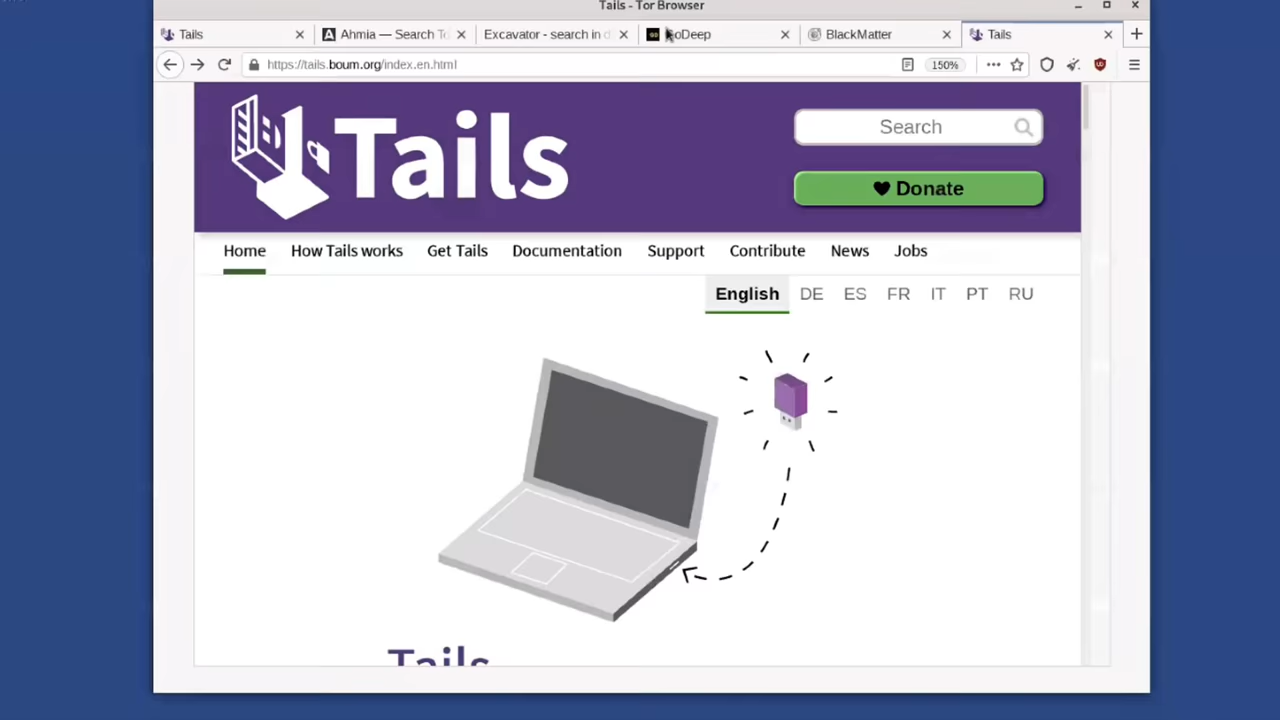 Tails - Tor Browser
Tails
Ahmia — Search To
Excavator - search in d
oDeep
BlackMatter
Tails
https://tails.boum.org/index.en.html
150%
Tails
Search
Donate
Home
How Tails works
Get Tails
Documentation
Support
Contribute
News
Jobs
English
DE
ES
FR
IT
PT
RU
Tails